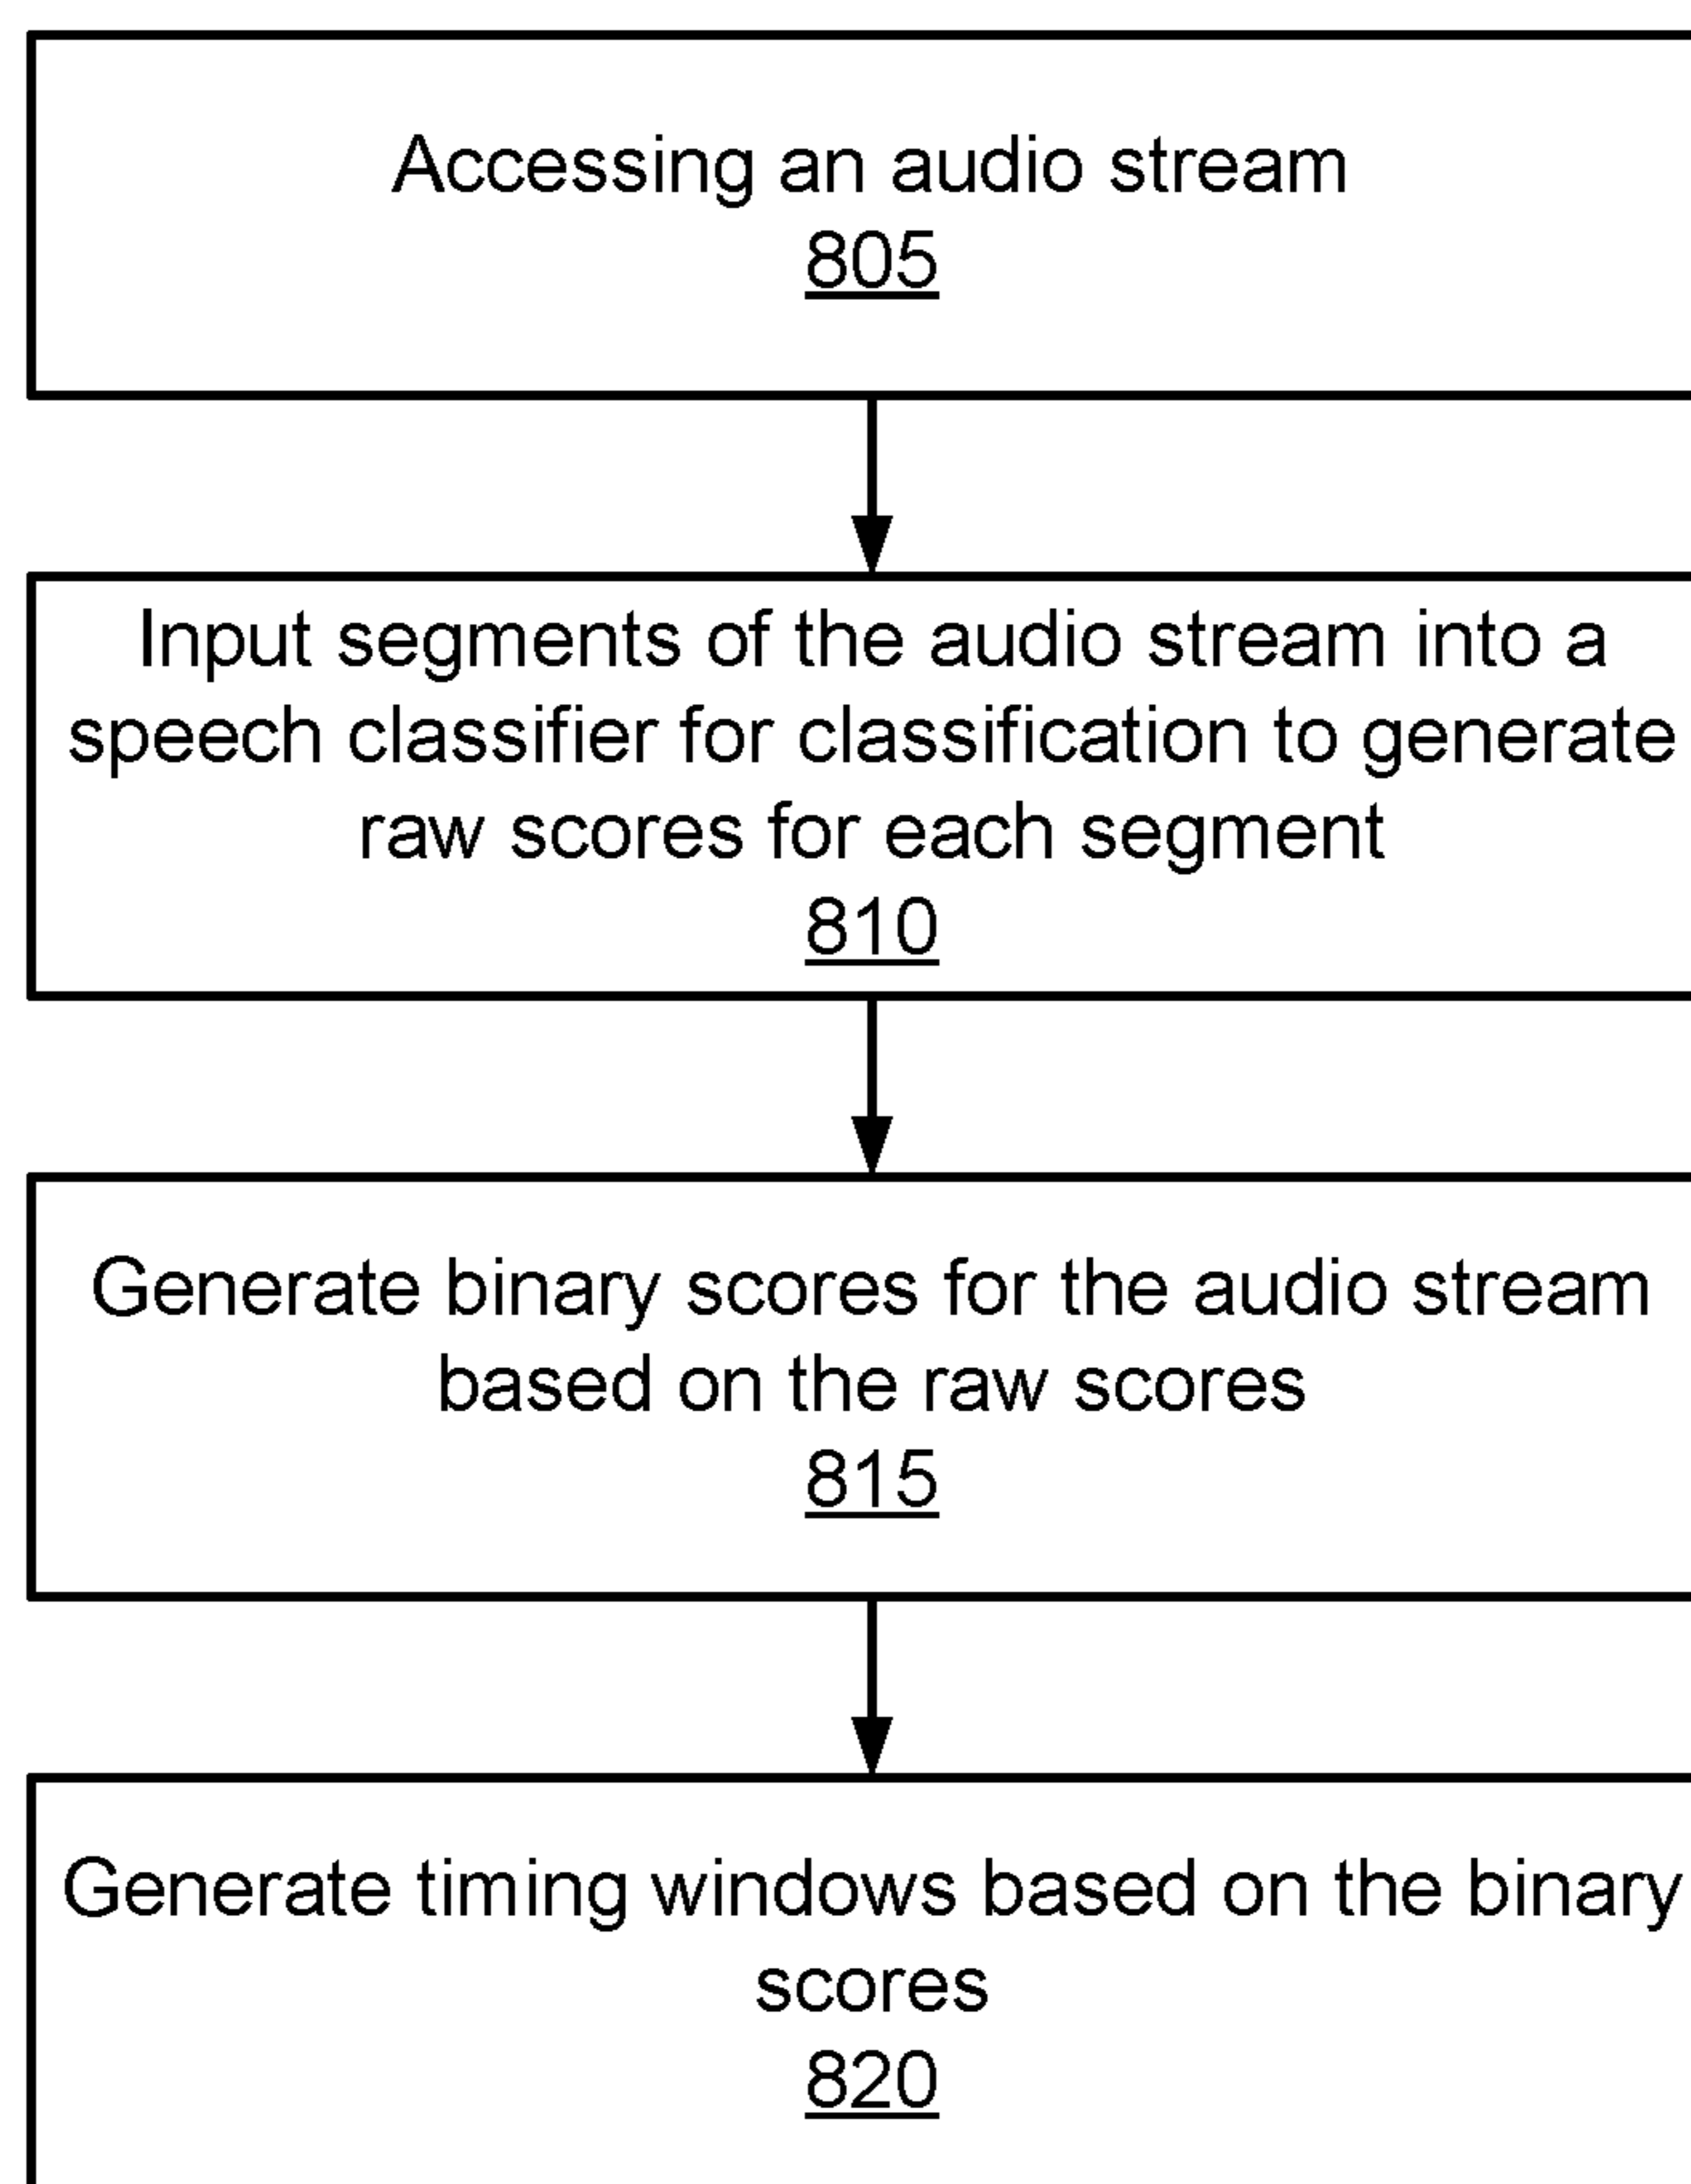 Accessing an audio stream
805
Input segments of the audio stream into a
speech classifier for classification to generate
raw scores for each segment
810
Generate binary scores for the audio stream
based on the raw scores
815
Generate timing windows based on the binary
scores
820